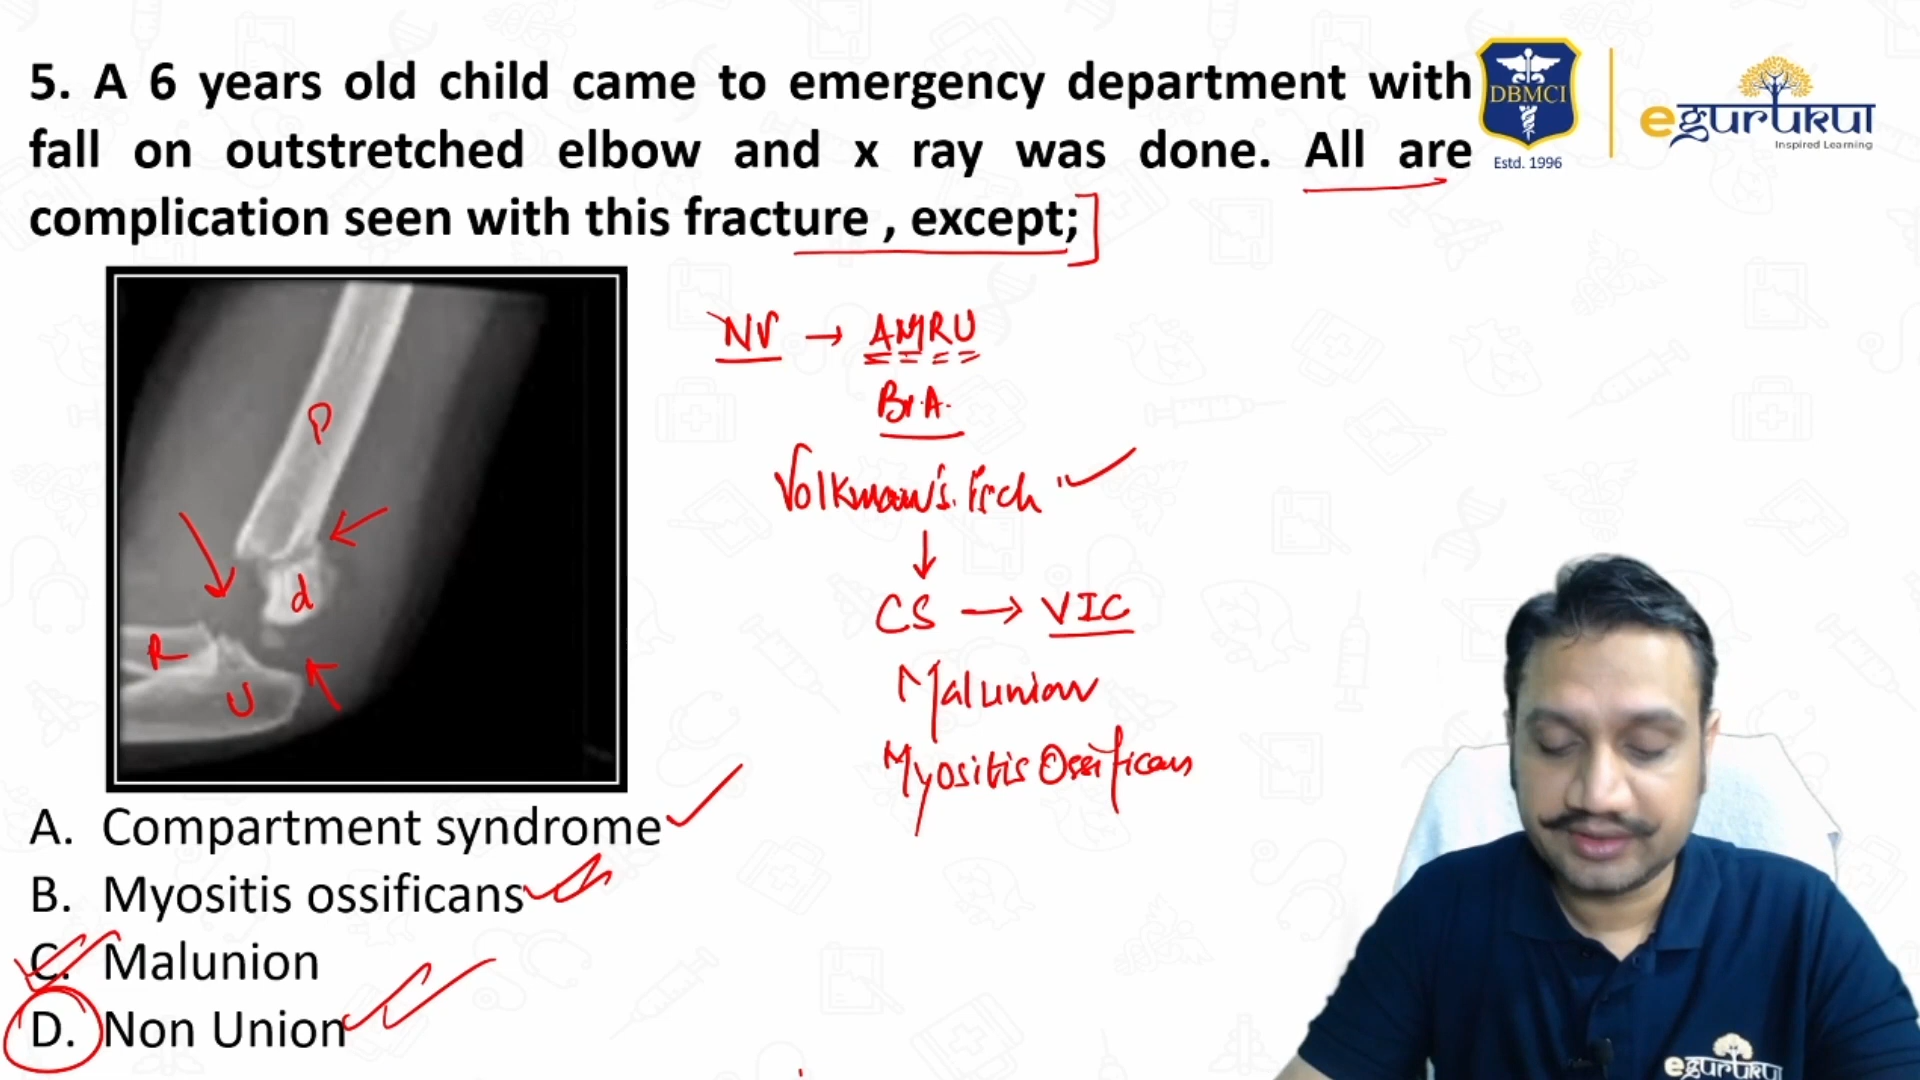 5. A 6 years old child came to emergency department with
fall on outstretched elbow and x ray was done. All are
complication seen with this fracture , except;
DBMCI
Estd. 1996
egurukul
Inspired Learning
NV → AMRU
Br.A.
P
d
R
U
CS → VIC
Malunion
Myositis Ossificans
A. Compartment syndrome
B. Myositis ossificans
C. Malunion
D. Non Union
egurukul